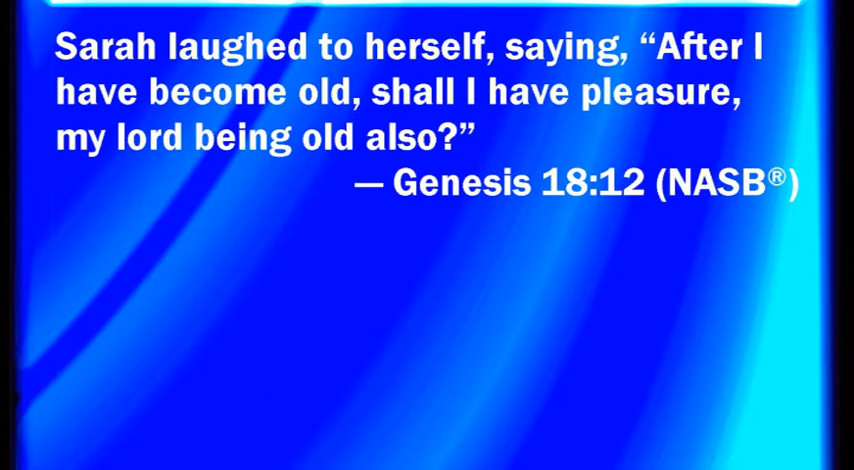 Sarah laughed to herself, saying, “After I
have become old, shall I have pleasure,
my lord being old also?”
— Genesis 18:12 (NASB®)